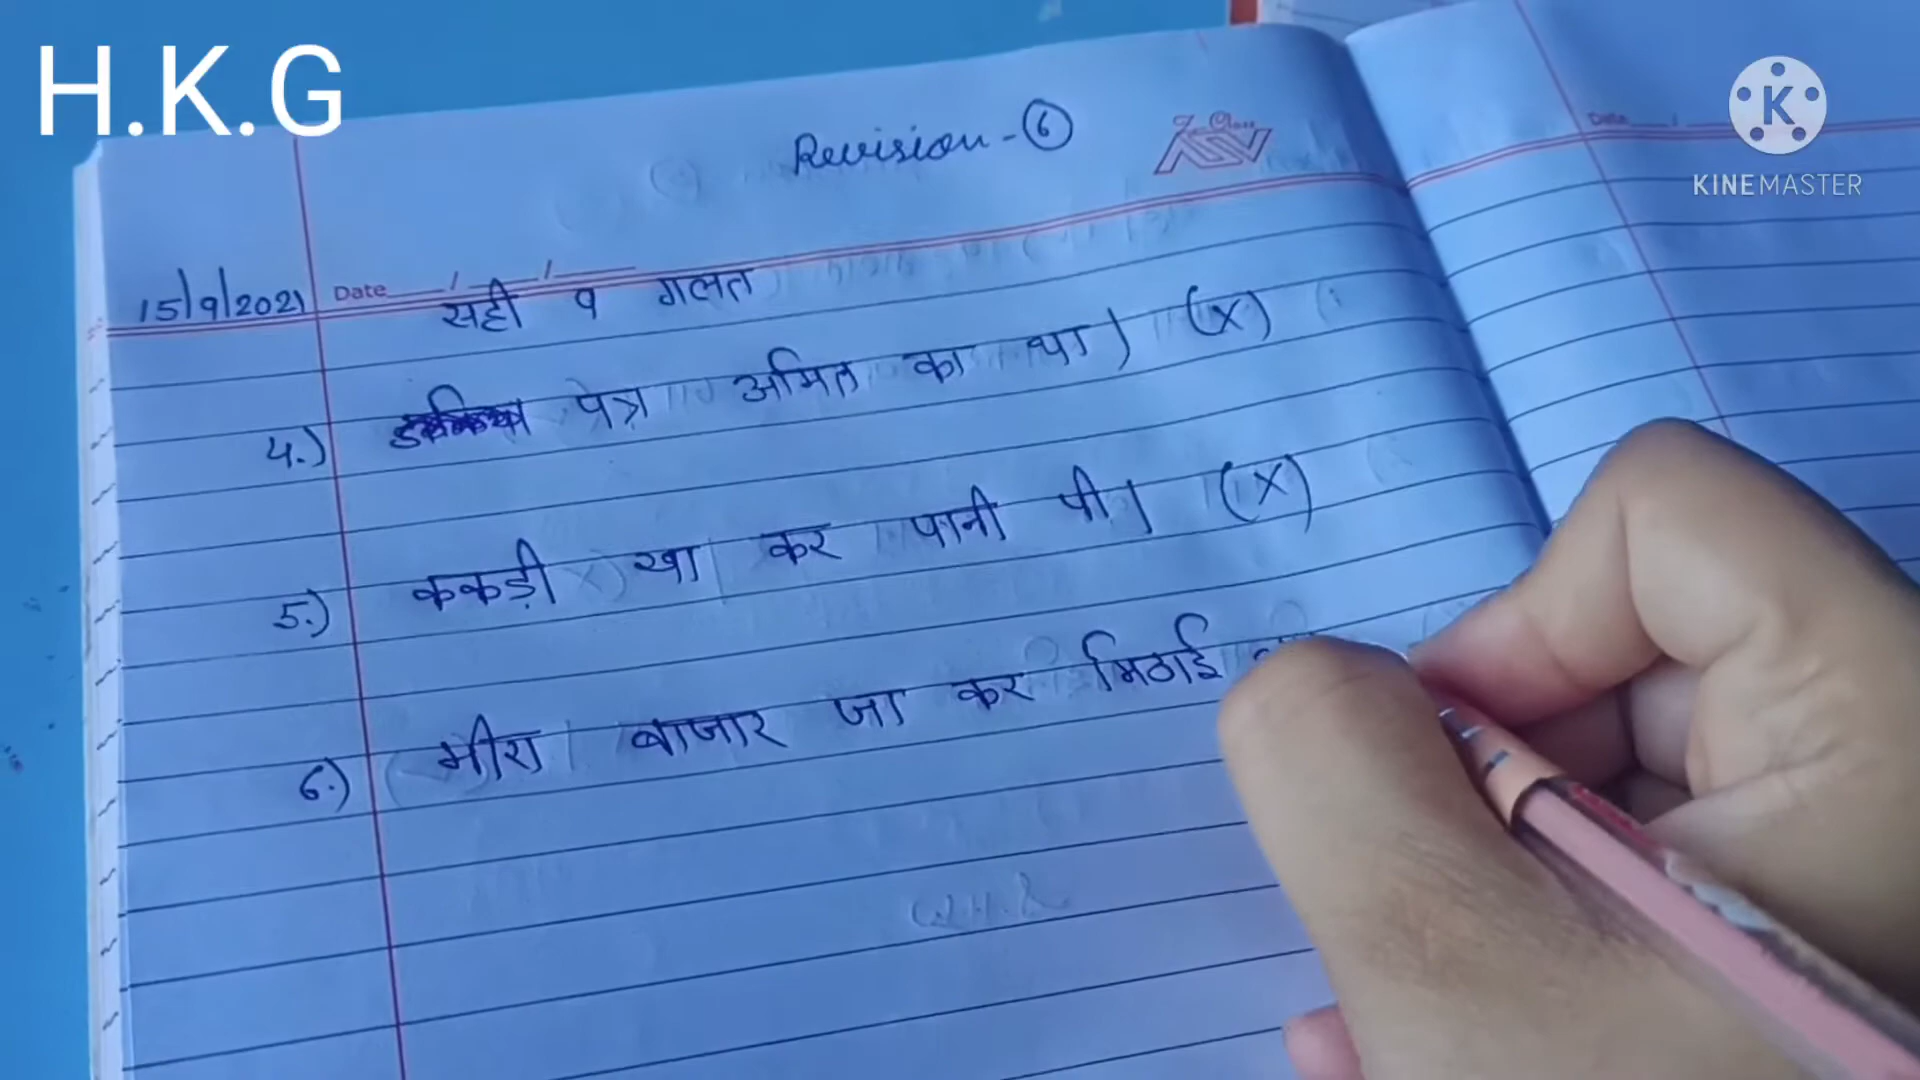 H.K.G
KINEMASTER
Revision-6
15/9/2021 Date
सही व गलत
4.) पत्र अमित का था। (X)
5.) ककड़ी खा कर पानी पी। (X)
6.) मीरा बाजार जा कर मिठाई